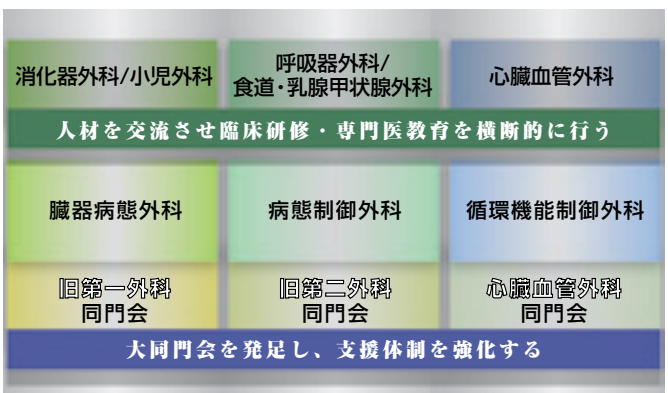 消化器外科/小児外科
呼吸器外科/
食道・乳腺甲状腺外科
心臓血管外科
人材を交流させ臨床研修・専門医教育を横断的に行う
臓器病態外科
病態制御外科
循環機能制御外科
旧第一外科
同門会
旧第二外科
同門会
心臓血管外科
同門会
大同門会を発足し、支援体制を強化する